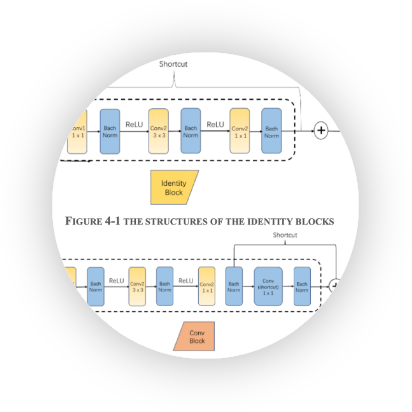 Shortcut
Conv1 1 x 1
Bach Norm
ReLU
Conv2 3 x 3
Bach Norm
ReLU
Conv2 1 x 1
Bach Norm
+
Identity Block
FIGURE 4-1 THE STRUCTURES OF THE IDENTITY BLOCKS
Shortcut
Bach Norm
ReLU
Conv2 3 x 3
Bach Norm
ReLU
Conv2 1 x 1
Bach Norm
Conv (shortcut) 1 x 1
Bach Norm
Conv Block